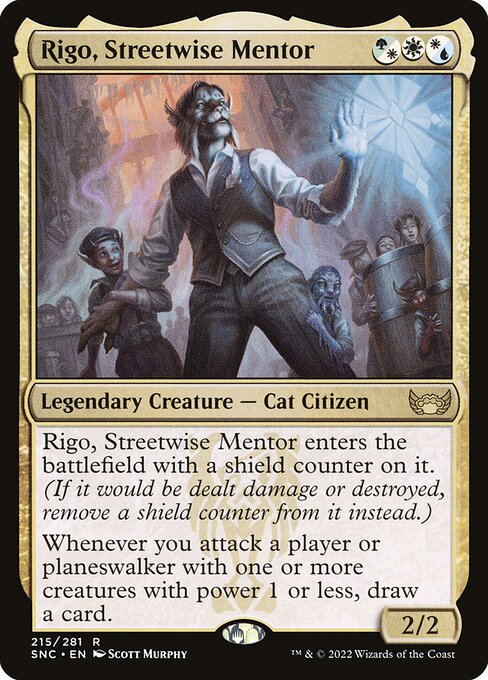 Rigo, Streetwise Mentor
Legendary Creature — Cat Citizen
Rigo, Streetwise Mentor enters the
battlefield with a shield counter on it.
(If it would be dealt damage or destroyed,
remove a shield counter from it instead.)
Whenever you attack a player or
planeswalker with one or more
creatures with power 1 or less, draw
a card.
2/2
215/281 R
SNC • EN Scott Murphy
™ & © 2022 Wizards of the Coast